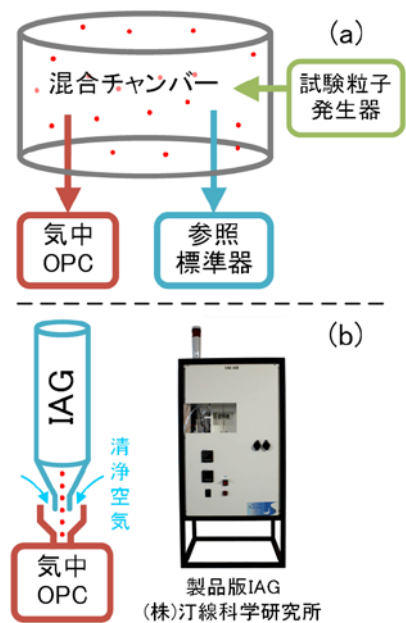 (a)
混合チャンバー
試験粒子
発生器
気中
OPC
参照
標準器
(b)
IAG
清浄空気
気中
OPC
製品版IAG
(株)汀線科学研究所